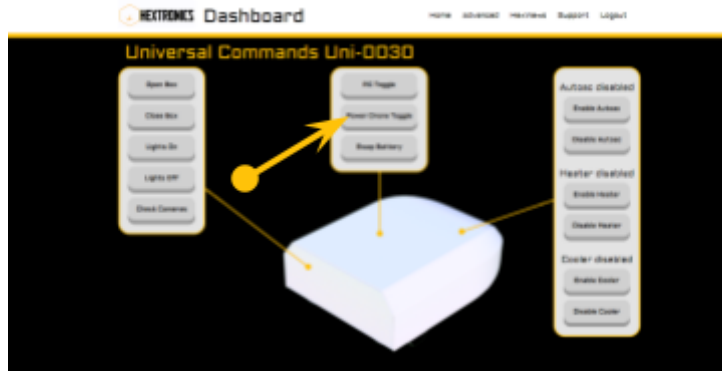 HEXTRONICS Dashboard
Home Advanced Hexnews Support Logout
Universal Commands Uni-0030
Open Box
Close Box
Lights On
Lights Off
Check Cameras
RC Toggle
Power Drone Toggle
Swap Battery
Autoac disabled
Enable Autoac
Disable Autoac
Heater disabled
Enable Heater
Disable Heater
Cooler disabled
Enable Cooler
Disable Cooler